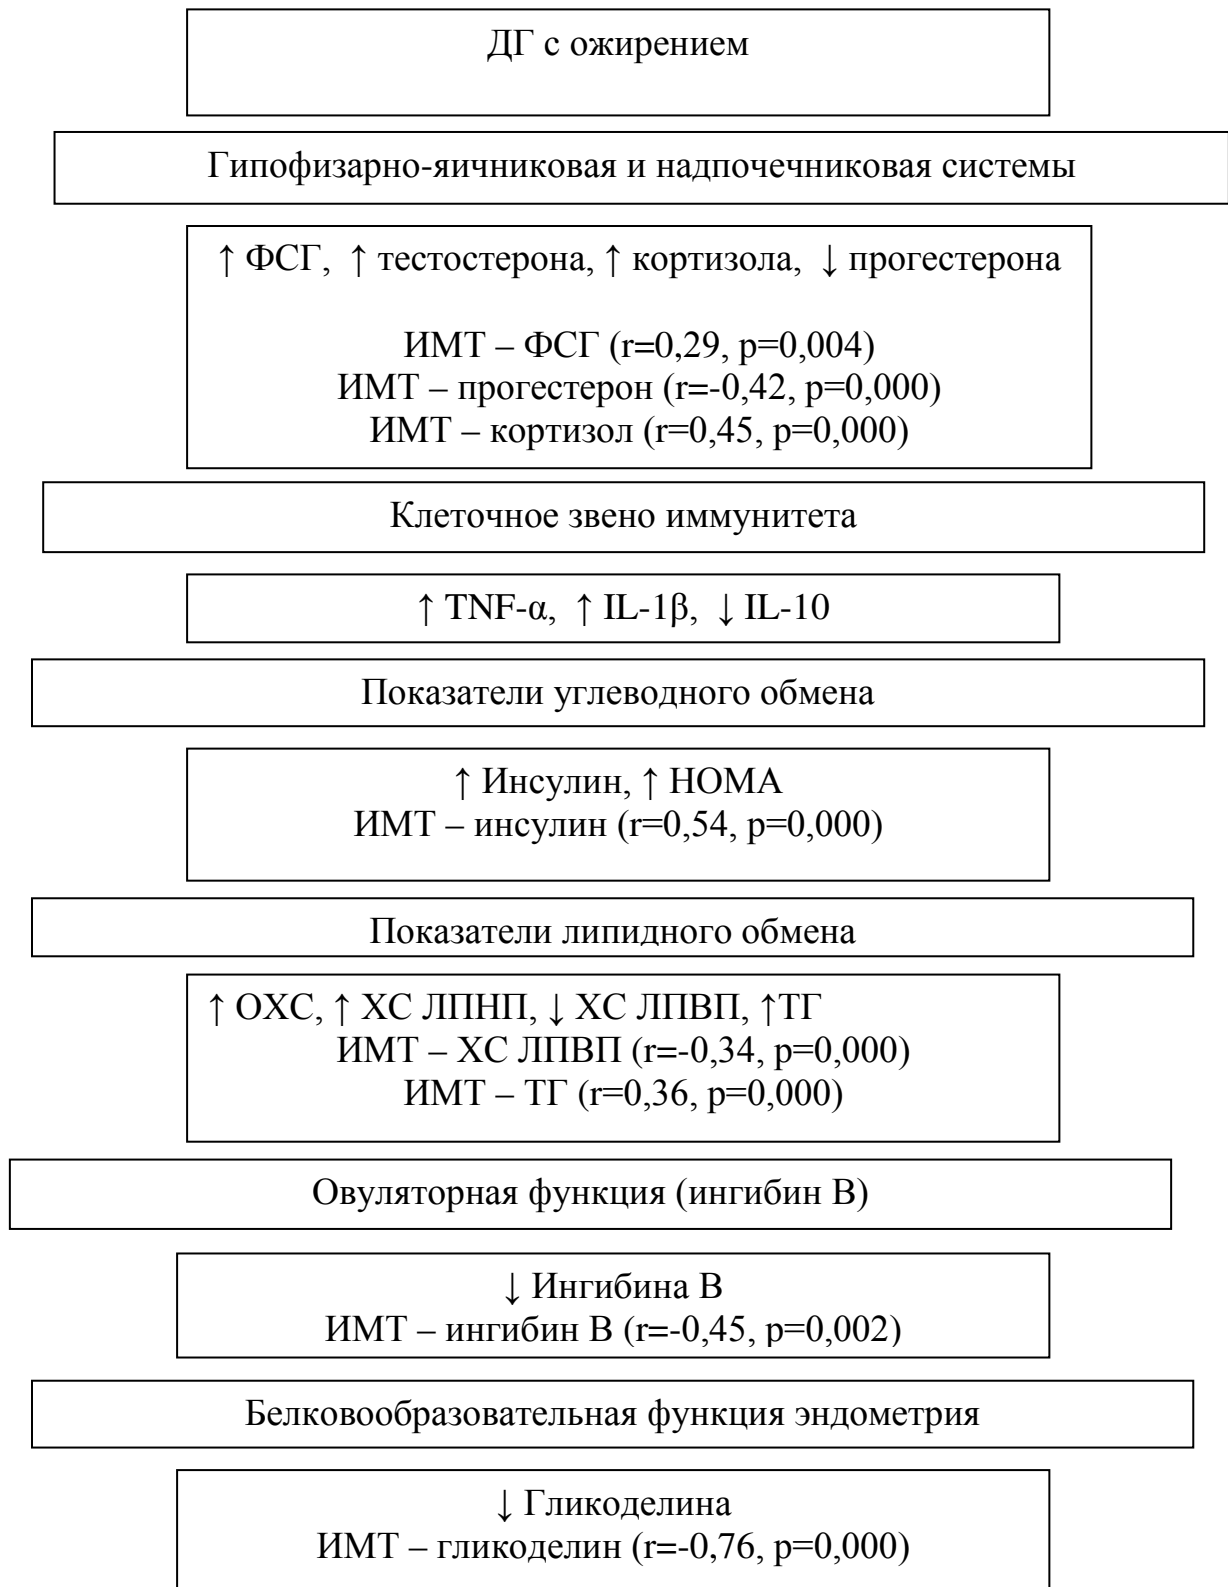 ДГ с ожирением
Гипофизарно-яичниковая и надпочечниковая системы
↑ ФСГ, ↑ тестостерона, ↑ кортизола, ↓ прогестерона
ИМТ – ФСГ (r=0,29, p=0,004)
ИМТ – прогестерон (r=-0,42, p=0,000)
ИМТ – кортизол (r=0,45, p=0,000)
Клеточное звено иммунитета
↑ TNF-α, ↑ IL-1β, ↓ IL-10
Показатели углеводного обмена
↑ Инсулин, ↑ НОМА
ИМТ – инсулин (r=0,54, p=0,000)
Показатели липидного обмена
↑ ОХС, ↑ ХС ЛПНП, ↓ ХС ЛПВП, ↑ТГ
ИМТ – ХС ЛПВП (r=-0,34, p=0,000)
ИМТ – ТГ (r=0,36, p=0,000)
Овуляторная функция (ингибин В)
↓ Ингибина В
ИМТ – ингибин В (r=-0,45, p=0,002)
Белковообразовательная функция эндометрия
↓ Гликоделина
ИМТ – гликоделин (r=-0,76, p=0,000)